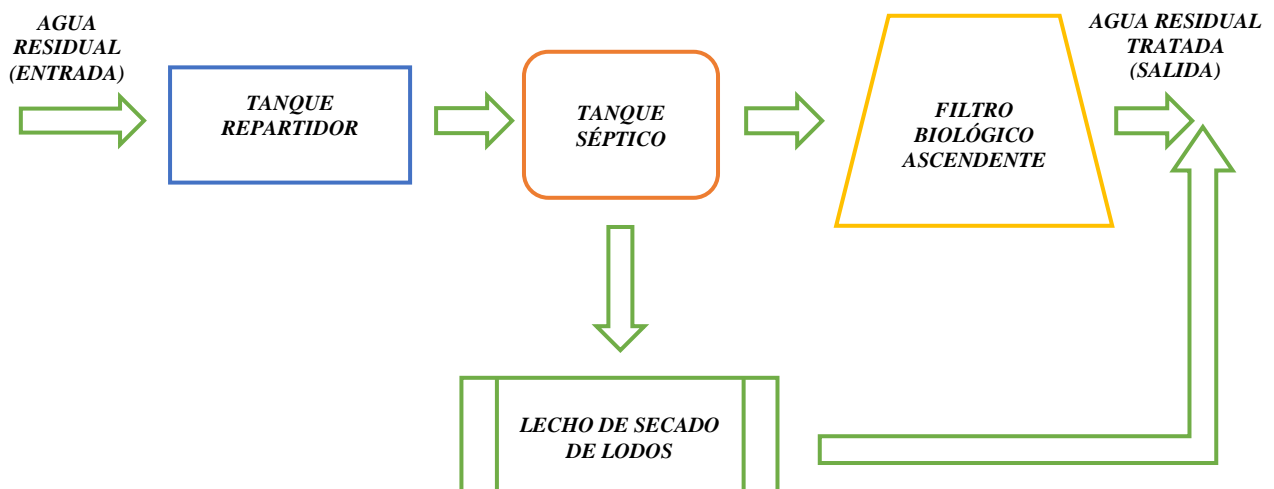 AGUA
RESIDUAL
(ENTRADA)
TANQUE
REPARTIDOR
TANQUE
SÉPTICO
FILTRO
BIOLÓGICO
ASCENDENTE
AGUA RESIDUAL
TRATADA
(SALIDA)
LECHO DE SECADO
DE LODOS